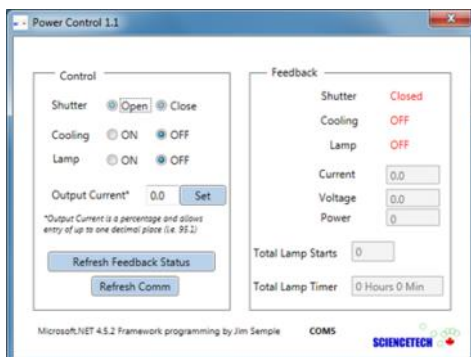 Power Control 1.1
Control
Shutter Open Close
Cooling ON OFF
Lamp ON OFF
Output Current* 0.0 Set
*Output Current is a percentage and allows
entry of up to one decimal place (i.e. 95.1)
Refresh Feedback Status
Refresh Comm
Feedback
Shutter Closed
Cooling OFF
Lamp OFF
Current 0.0
Voltage 0.0
Power 0
Total Lamp Starts 0
Total Lamp Timer 0 Hours 0 Min
Microsoft.NET 4.5.2 Framework programming by Jim Semple COM5
SCIENCETECH